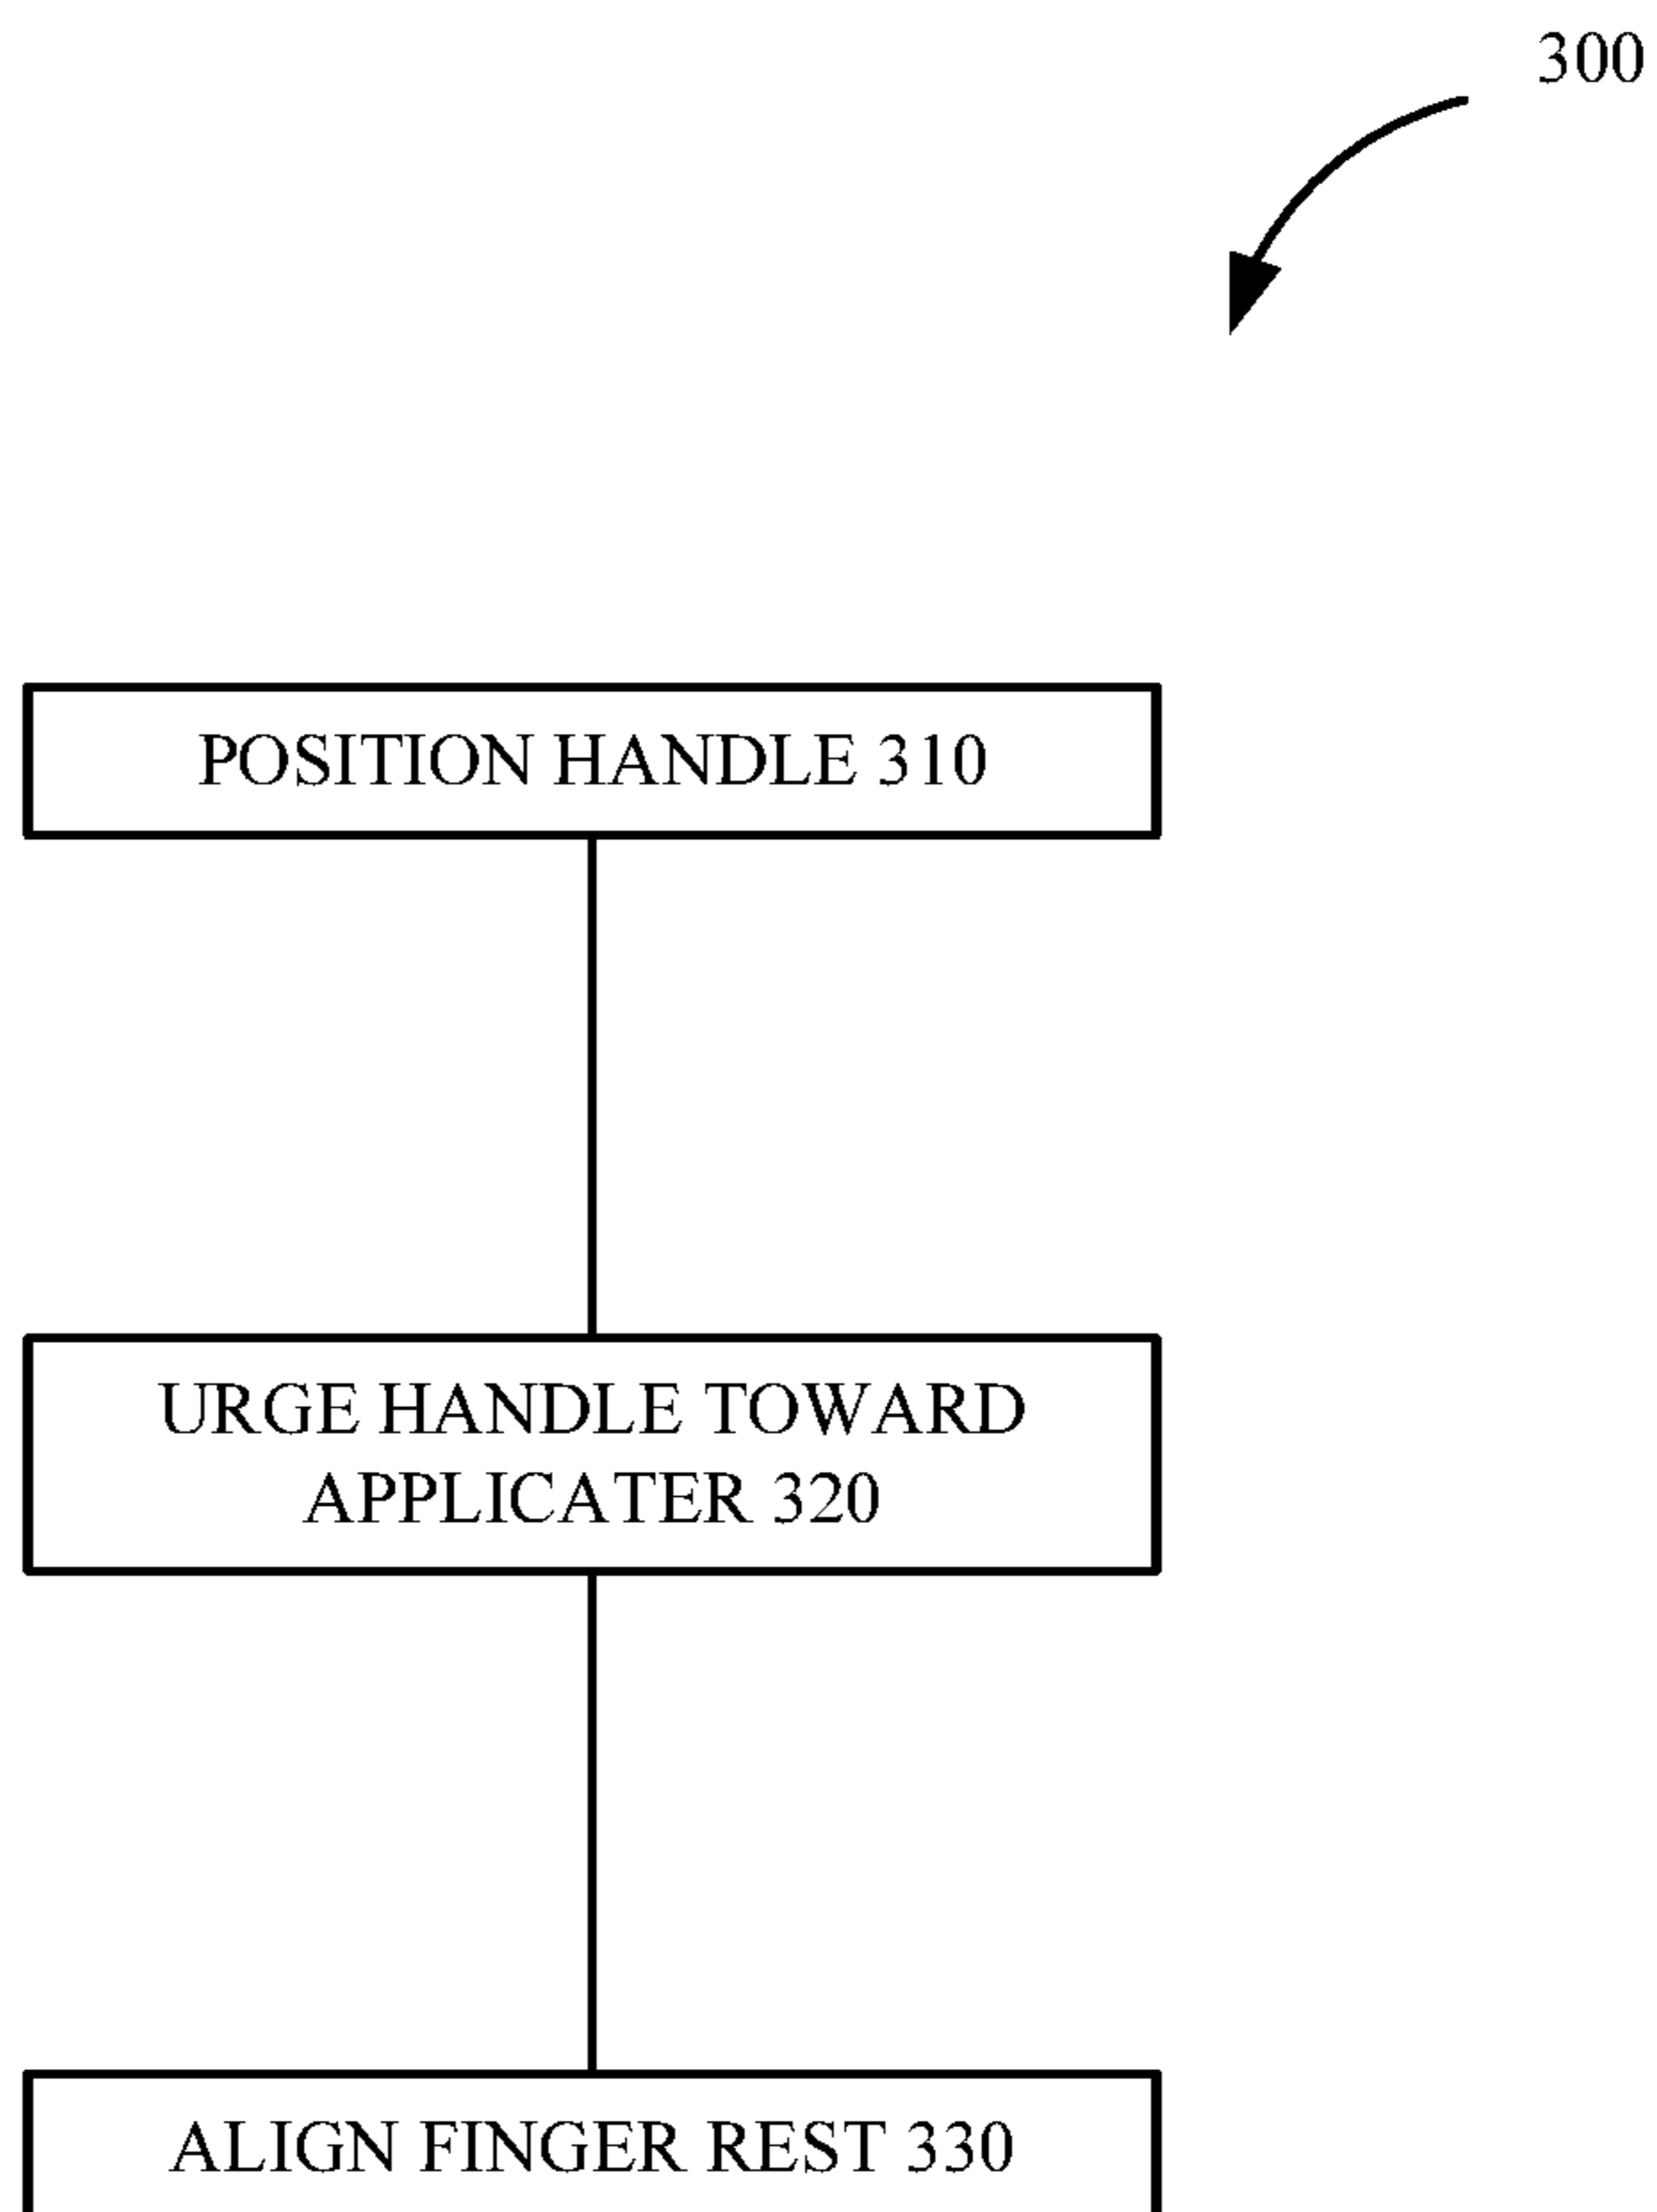 300
POSITION HANDLE 310
URGE HANDLE TOWARD
APPLICATER 320
ALIGN FINGER REST 330